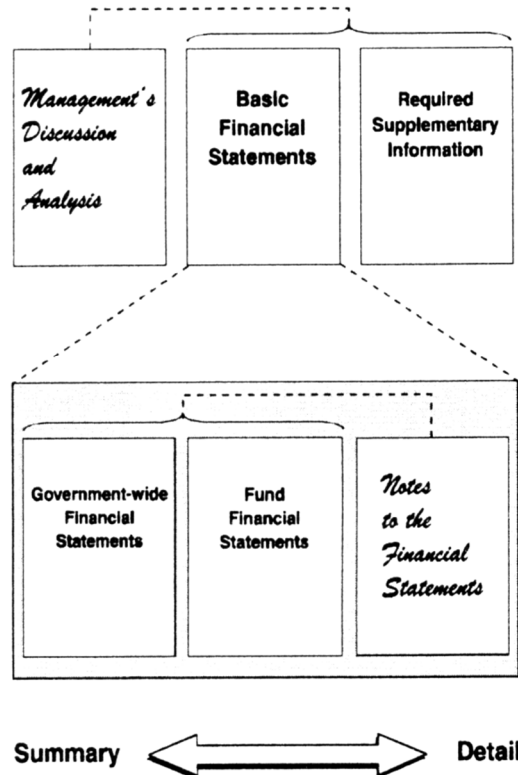 Management's
Discussion
and
Analysis
Basic
Financial
Statements
Required
Supplementary
Information
Government-wide
Financial
Statements
Fund
Financial
Statements
Notes
to the
Financial
Statements
Summary
Detail